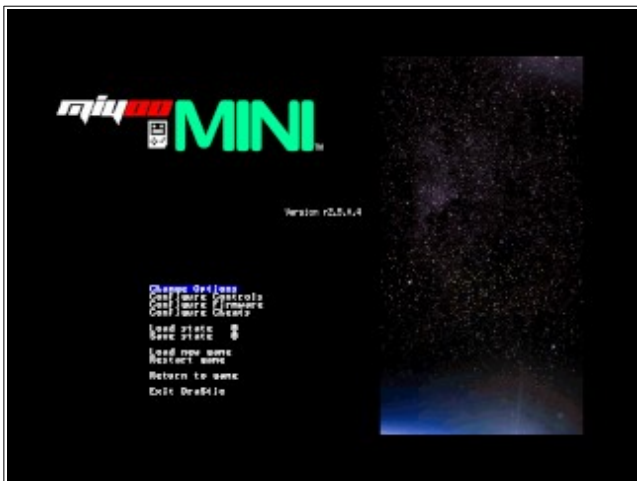 miyoo
MINI
Version r2.5.
Change Options
Configure Controls
Configure Firmware
Configure Cheats
Load state 0
Save state 0
Load new game
Restart game
Return to game
Exit DraStic